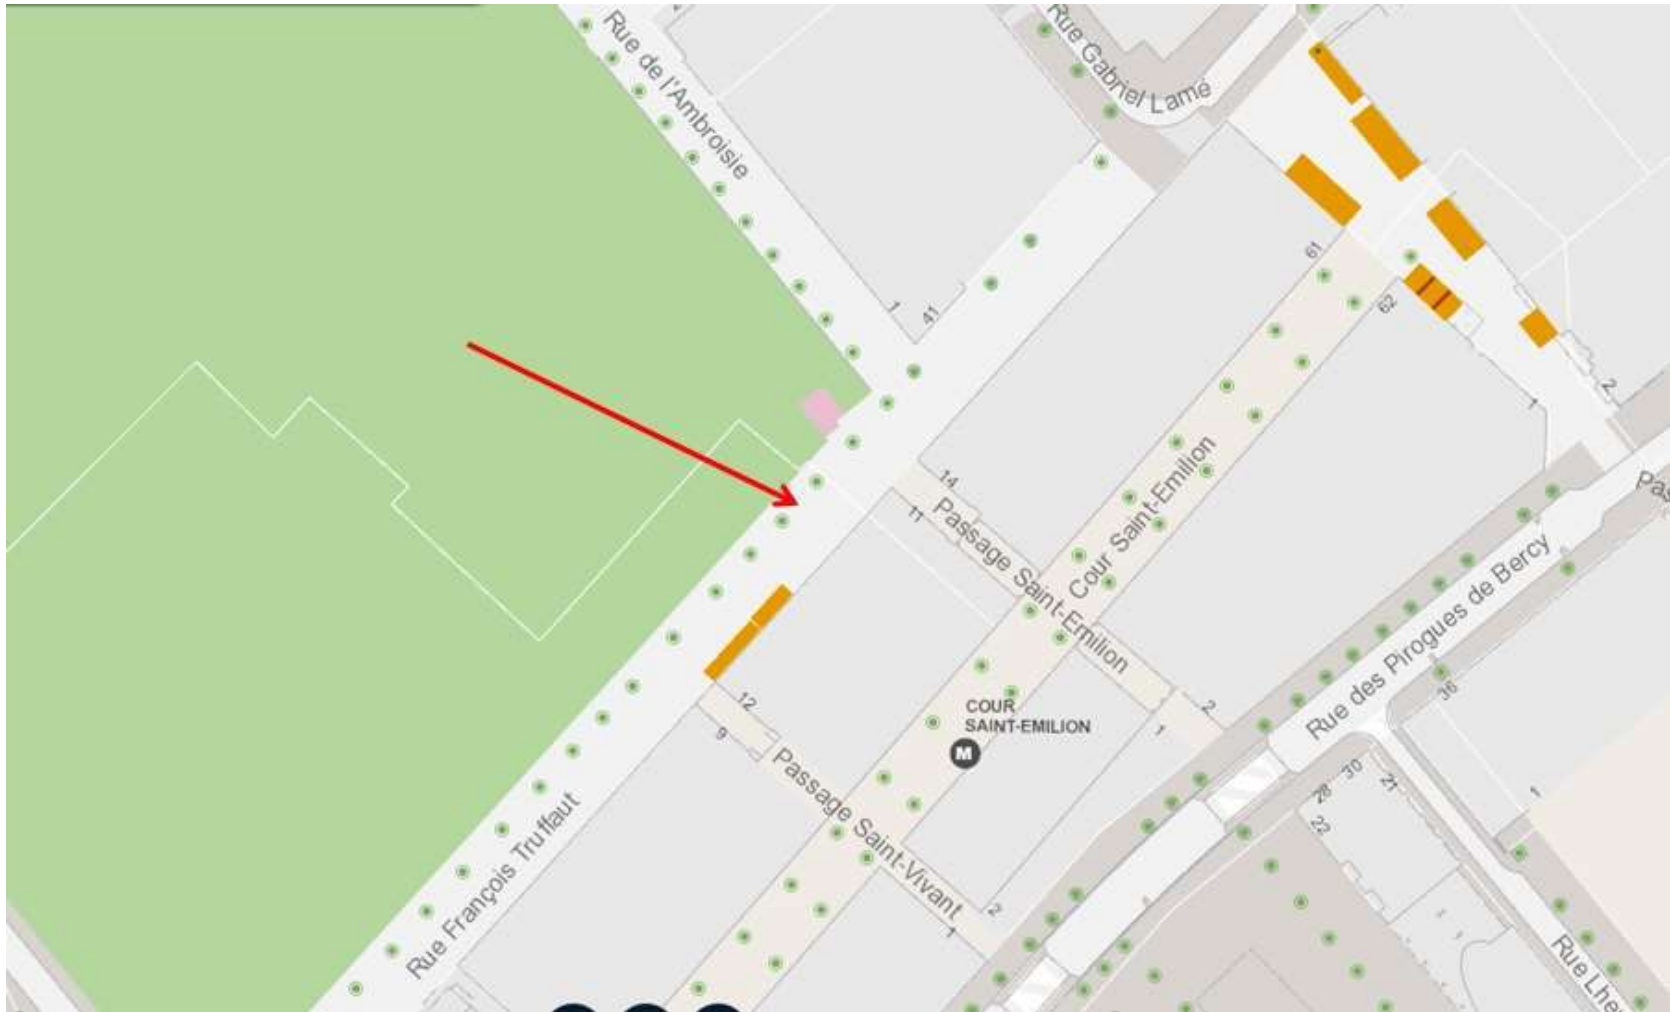 Rue de l'Ambroisie
Rue Gabriel Lamé
1
41
61
62
2
1
14
11
Passage Saint-Emilion
Cour Saint-Emilion
Rue des Pirogues de Bercy
12
9
COUR
SAINT-EMILION
M
2
1
36
30
28
22
21
1
Passage Saint-Vivant
2
1
Rue François Truffaut